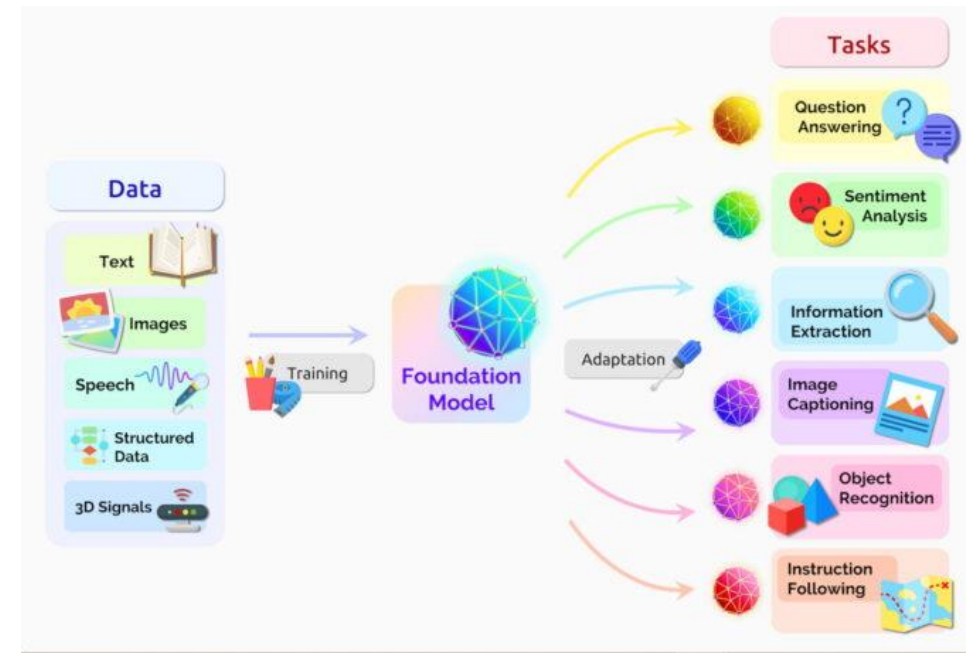 Data
Text
Images
Speech
Structured
Data
3D Signals
Training
Foundation
Model
Adaptation
Tasks
Question
Answering
Sentiment
Analysis
Information
Extraction
Image
Captioning
Object
Recognition
Instruction
Following